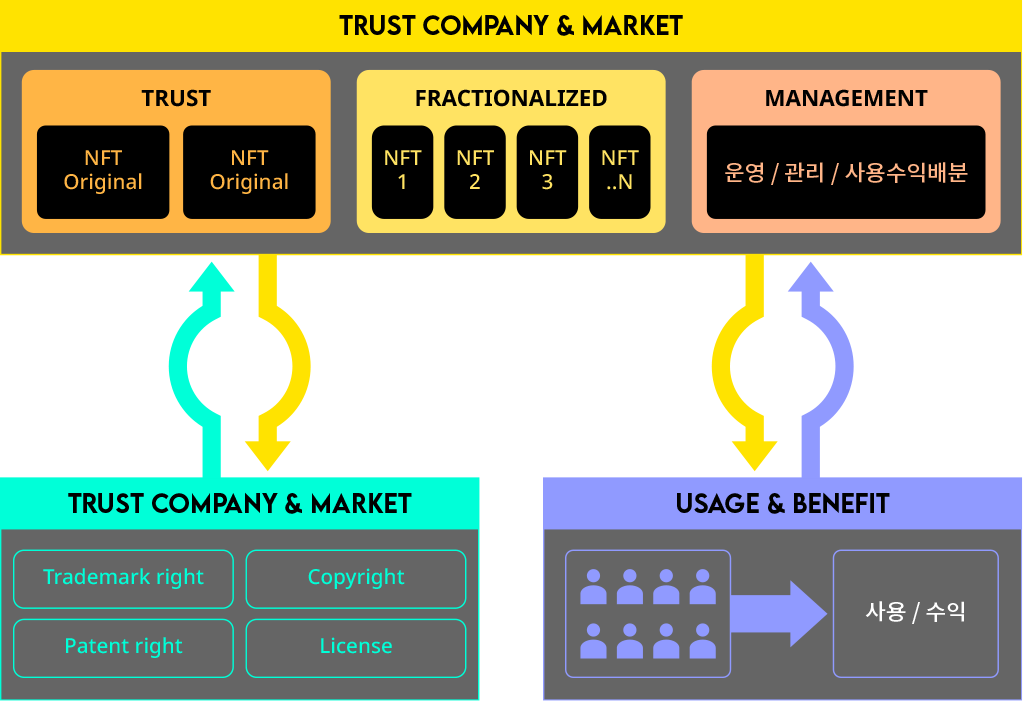 TRUST COMPANY & MARKET
TRUST
NFT
Original
NFT
Original
FRACTIONALIZED
NFT
1
NFT
2
NFT
3
NFT
..N
MANAGEMENT
운영 / 관리 / 사용수익배분
TRUST COMPANY & MARKET
Trademark right
Copyright
Patent right
License
USAGE & BENEFIT
사용 / 수익